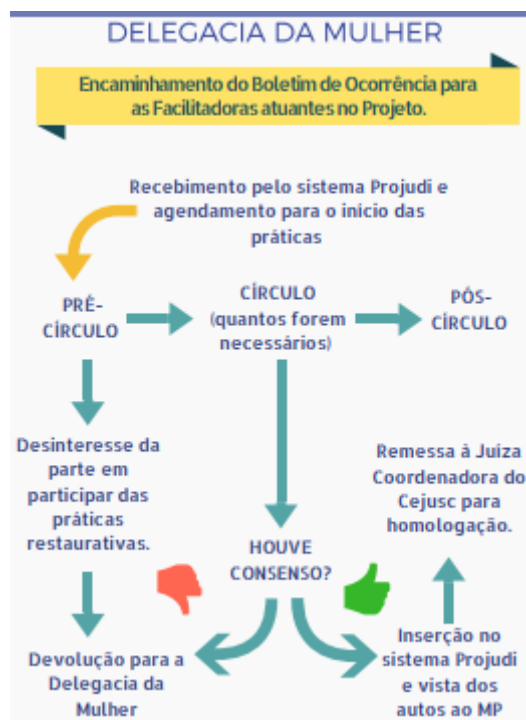 DELEGACIA DA MULHER
Encaminhamento do Boletim de Ocorrência para
as Facilitadoras atuantes no Projeto.
Recebimento pelo sistema Projudi e
agendamento para o início das
práticas
PRÉ-
CÍRCULO
CÍRCULO
(quantos forem
necessários)
PÓS-
CÍRCULO
Desinteresse da
parte em
participar das
práticas
restaurativas.
Remessa à Juíza
Coordenadora do
Cejusc para
homologação.
HOUVE
CONSENSO?
Devolução para a
Delegacia da
Mulher
Inserção no
sistema Projudi
e vista dos
autos ao MP